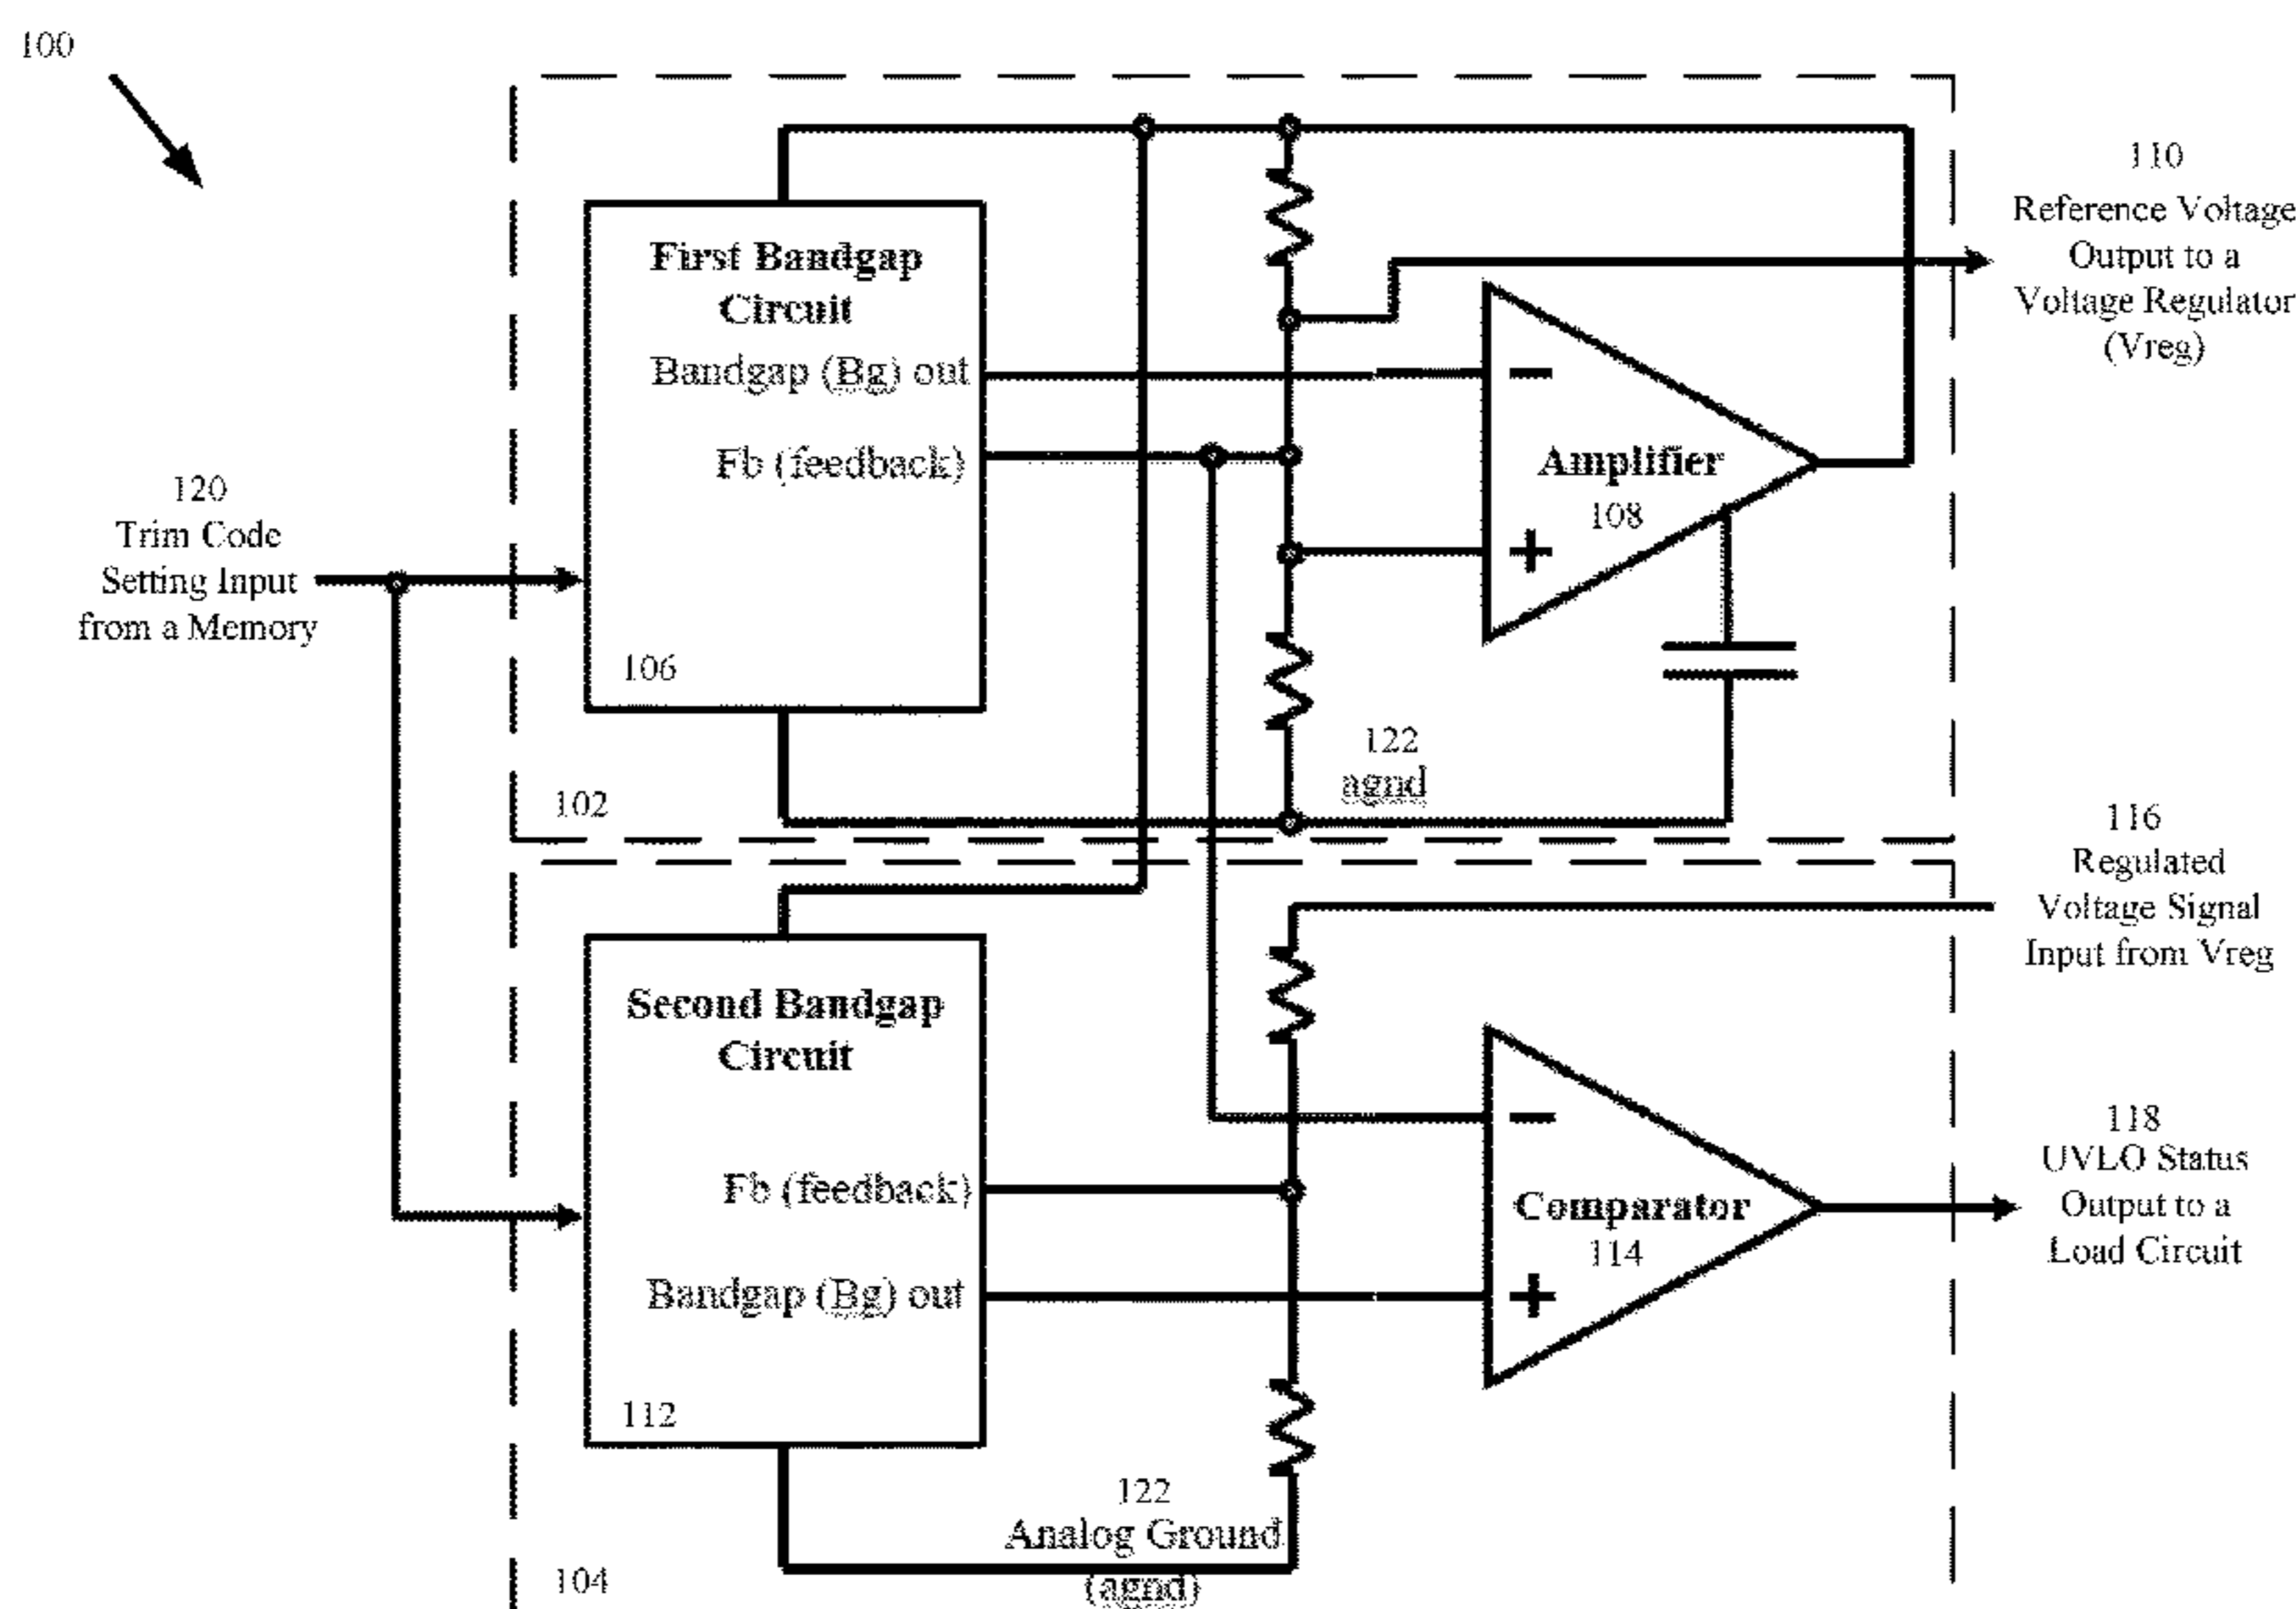 100
110
Reference Voltage
Output to a
Voltage Regulator
(Vreg)
First Bandgap
Circuit
Bandgap (Bg) out
Fb (feedback)
106
Amplifier
108
120
Trim Code
Setting Input
from a Memory
122
agnd
102
116
Regulated
Voltage Signal
Input from Vreg
Second Bandgap
Circuit
Fb (feedback)
Bandgap (Bg) out
112
Comparator
114
118
UVLO Status
Output to a
Load Circuit
122
Analog Ground
(agnd)
104